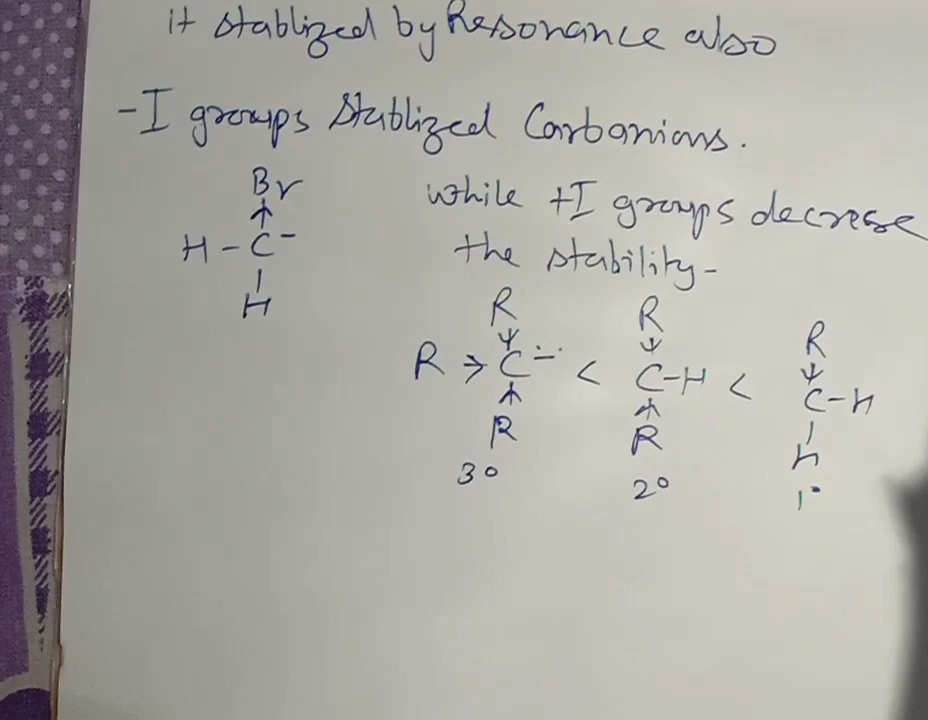 it stablized by Resonance also
-I groups stablized Carbanions.
while +I groups decrese
the stability-
Br
↑
H - C -
|
H
R R R
↓ ↓ ↓
R → C -·· < C-H < C-H
↑ ↑ |
R R H
3° 2° 1°